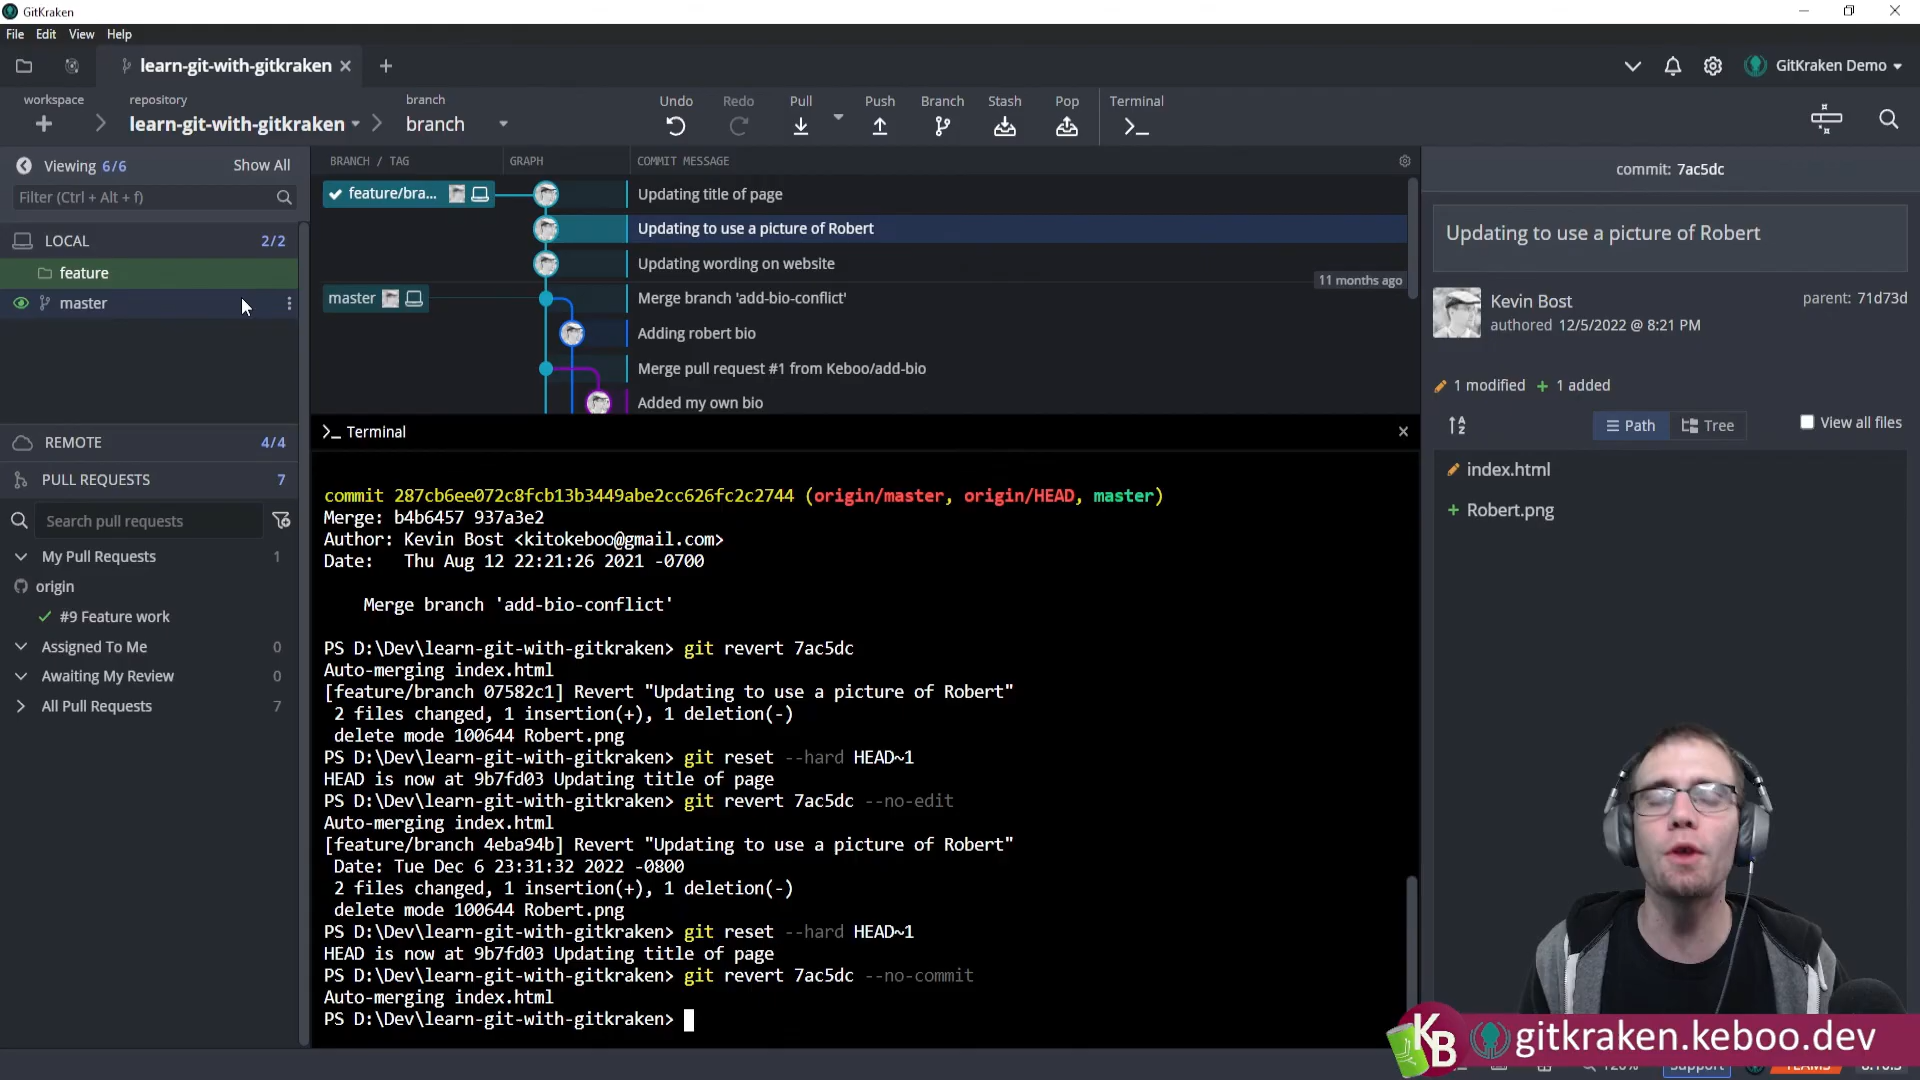 GitKraken
File Edit View Help
learn-git-with-gitkraken
GitKraken Demo
workspace
repository
learn-git-with-gitkraken
branch
branch
Undo Redo Pull Push Branch Stash Pop Terminal
Viewing 6/6 Show All
Filter (Ctrl + Alt + f)
LOCAL 2/2
feature
master
REMOTE 4/4
PULL REQUESTS 7
Search pull requests
My Pull Requests 1
origin
#9 Feature work
Assigned To Me 0
Awaiting My Review 0
All Pull Requests 7
BRANCH / TAG GRAPH COMMIT MESSAGE
feature/bra... Updating title of page
Updating to use a picture of Robert
Updating wording on website
11 months ago
master Merge branch 'add-bio-conflict'
Adding robert bio
Merge pull request #1 from Keboo/add-bio
Added my own bio
Terminal
commit 287cb6ee072c8fcb13b3449abe2cc626fc2c2744 (origin/master, origin/HEAD, master)
Merge: b4b6457 937a3e2
Author: Kevin Bost <kitokeboo@gmail.com>
Date: Thu Aug 12 22:21:26 2021 -0700
Merge branch 'add-bio-conflict'
PS D:\Dev\learn-git-with-gitkraken> git revert 7ac5dc
Auto-merging index.html
[feature/branch 07582c1] Revert "Updating to use a picture of Robert"
2 files changed, 1 insertion(+), 1 deletion(-)
delete mode 100644 Robert.png
PS D:\Dev\learn-git-with-gitkraken> git reset --hard HEAD~1
HEAD is now at 9b7fd03 Updating title of page
PS D:\Dev\learn-git-with-gitkraken> git revert 7ac5dc --no-edit
Auto-merging index.html
[feature/branch 4eba94b] Revert "Updating to use a picture of Robert"
Date: Tue Dec 6 23:31:32 2022 -0800
2 files changed, 1 insertion(+), 1 deletion(-)
delete mode 100644 Robert.png
PS D:\Dev\learn-git-with-gitkraken> git reset --hard HEAD~1
HEAD is now at 9b7fd03 Updating title of page
PS D:\Dev\learn-git-with-gitkraken> git revert 7ac5dc --no-commit
Auto-merging index.html
PS D:\Dev\learn-git-with-gitkraken>
commit: 7ac5dc
Updating to use a picture of Robert
Kevin Bost parent: 71d73d
authored 12/5/2022 @ 8:21 PM
1 modified + 1 added
Path Tree View all files
index.html
+ Robert.png
KB gitkraken.keboo.dev